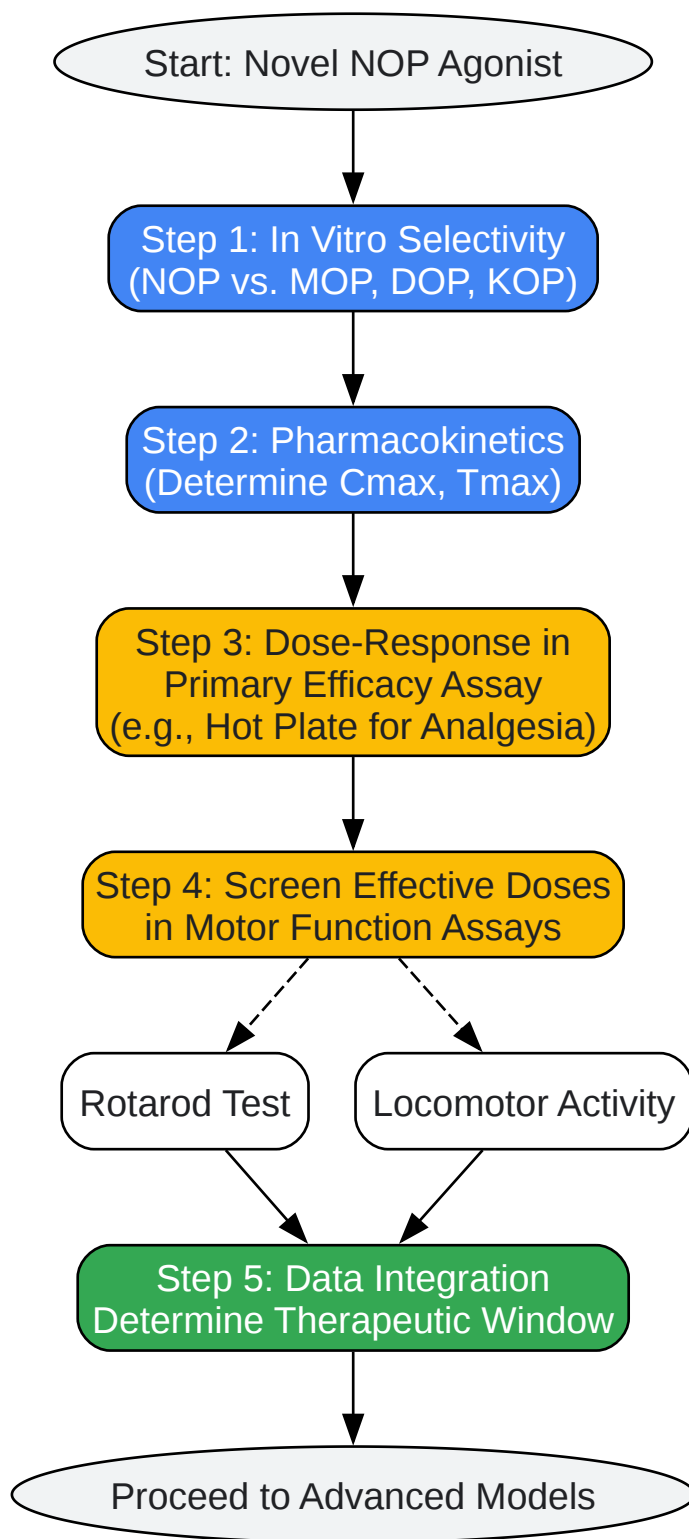 Start: Novel NOP Agonist
Step 1: In Vitro Selectivity
(NOP vs. MOP, DOP, KOP)
Step 2: Pharmacokinetics
(Determine Cmax, Tmax)
Step 3: Dose-Response in
Primary Efficacy Assay
(e.g., Hot Plate for Analgesia)
Step 4: Screen Effective Doses
in Motor Function Assays
Rotarod Test
Locomotor Activity
Step 5: Data Integration
Determine Therapeutic Window
Proceed to Advanced Models